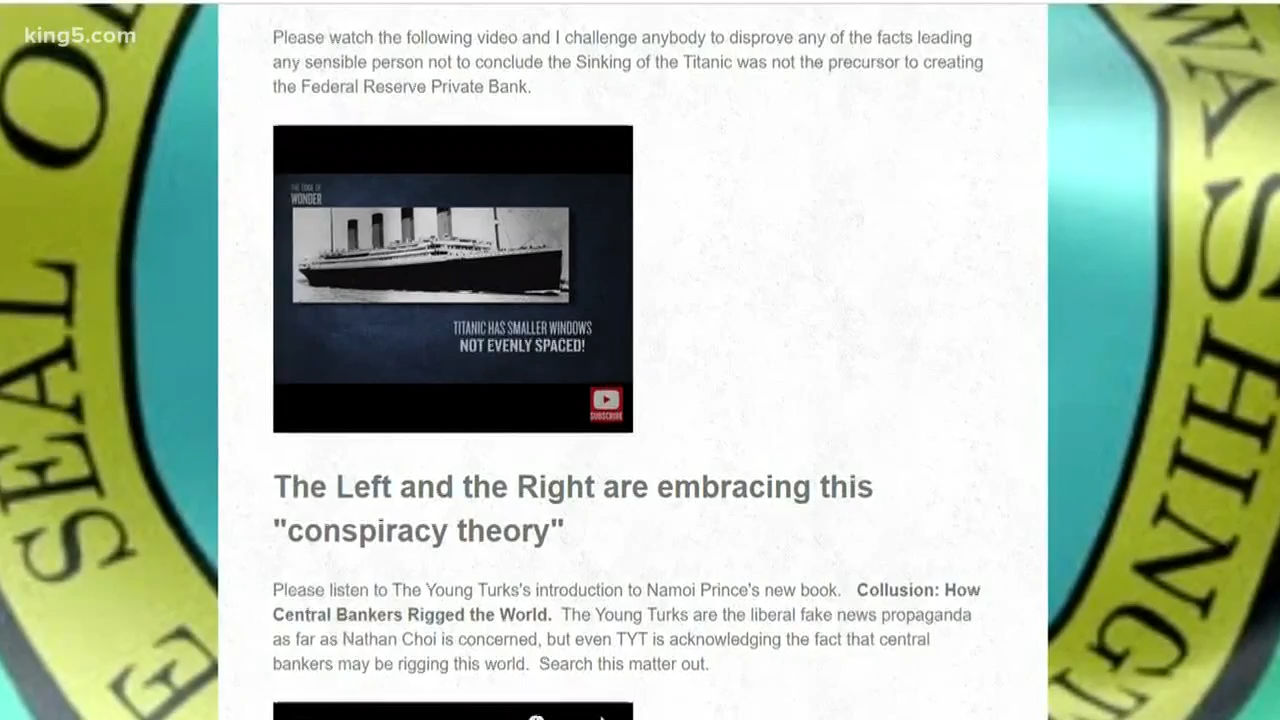 king5.com
Please watch the following video and I challenge anybody to disprove any of the facts leading
any sensible person not to conclude the Sinking of the Titanic was not the precursor to creating
the Federal Reserve Private Bank.
THE EDGE OF
WONDER
TITANIC HAS SMALLER WINDOWS
NOT EVENLY SPACED!
SUBSCRIBE
The Left and the Right are embracing this
"conspiracy theory"
Please listen to The Young Turks's introduction to Namoi Prince's new book. Collusion: How
Central Bankers Rigged the World. The Young Turks are the liberal fake news propaganda
as far as Nathan Choi is concerned, but even TYT is acknowledging the fact that central
bankers may be rigging this world. Search this matter out.
E SEAL O
WASHINGT